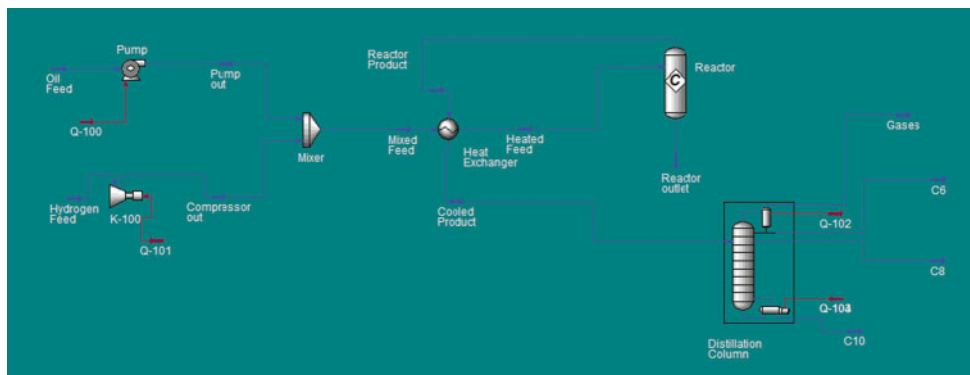 Pump
Oil
Feed
Pump
out
Q-100
Mixer
Hydrogen
Feed
K-100
Compressor
out
Q-101
Mixed
Feed
Reactor
Product
Heat
Exchanger
Heated
Feed
Cooled
Product
C
Reactor
Reactor
outlet
Gases
C6
Q-102
C8
C10
Distillation
Column